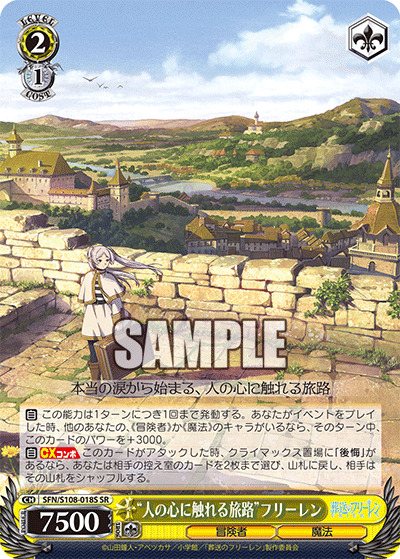 LEVEL
2
1
COST
SAMPLE
本当の涙から始まる、人の心に触れる旅路
自 この能力は1ターンにつき1回まで発動する。あなたがイベントをプレイ
した時、他のあなたの、《冒険者》か《魔法》のキャラがいるなら、そのターン中、
このカードのパワーを+3000。
自 CXコンボ このカードがアタックした時、クライマックス置場に「後悔」が
あるなら、あなたは相手の控え室のカードを2枚まで選び、山札に戻し、相手は
その山札をシャッフルする。
CH SFN/S108-018S SR
7500
“人の心に触れる旅路”フリーレン
葬送のフリーレン
冒険者 魔法
©山田鐘人・アベツカサ/小学館/「葬送のフリーレン」製作委員会